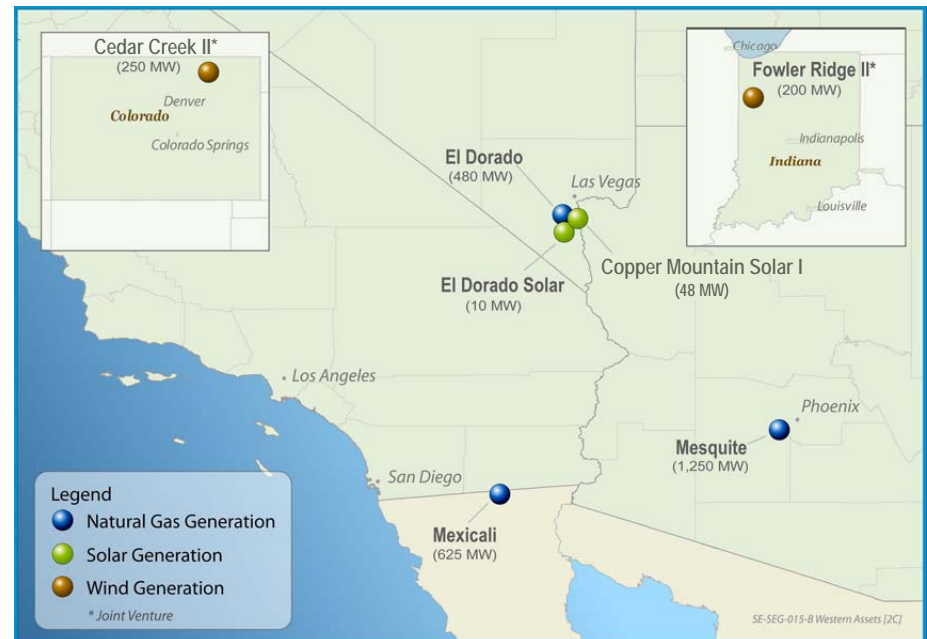 Cedar Creek II*
(250 MW)
Denver
Colorado
Colorado Springs
Chicago
Fowler Ridge II*
(200 MW)
Indianapolis
Indiana
Louisville
El Dorado
(480 MW)
Las Vegas
El Dorado Solar
(10 MW)
Copper Mountain Solar I
(48 MW)
Los Angeles
Phoenix
Mesquite
(1,250 MW)
San Diego
Mexicali
(625 MW)
Legend
Natural Gas Generation
Solar Generation
Wind Generation
* Joint Venture
SE-SEG-015-B Western Assets [2C]